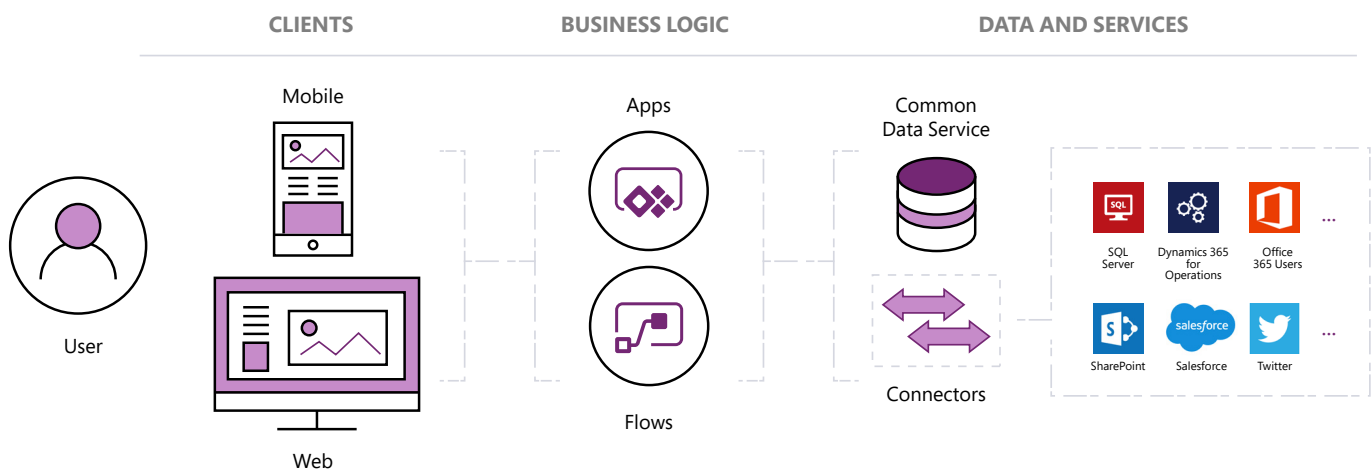 CLIENTS
BUSINESS LOGIC
DATA AND SERVICES
Mobile
Apps
Common
Data Service
User
Web
Flows
Connectors
SQL
SQL
Server
Dynamics 365
for
Operations
Office
365 Users
...
S
SharePoint
salesforce
Salesforce
Twitter
...